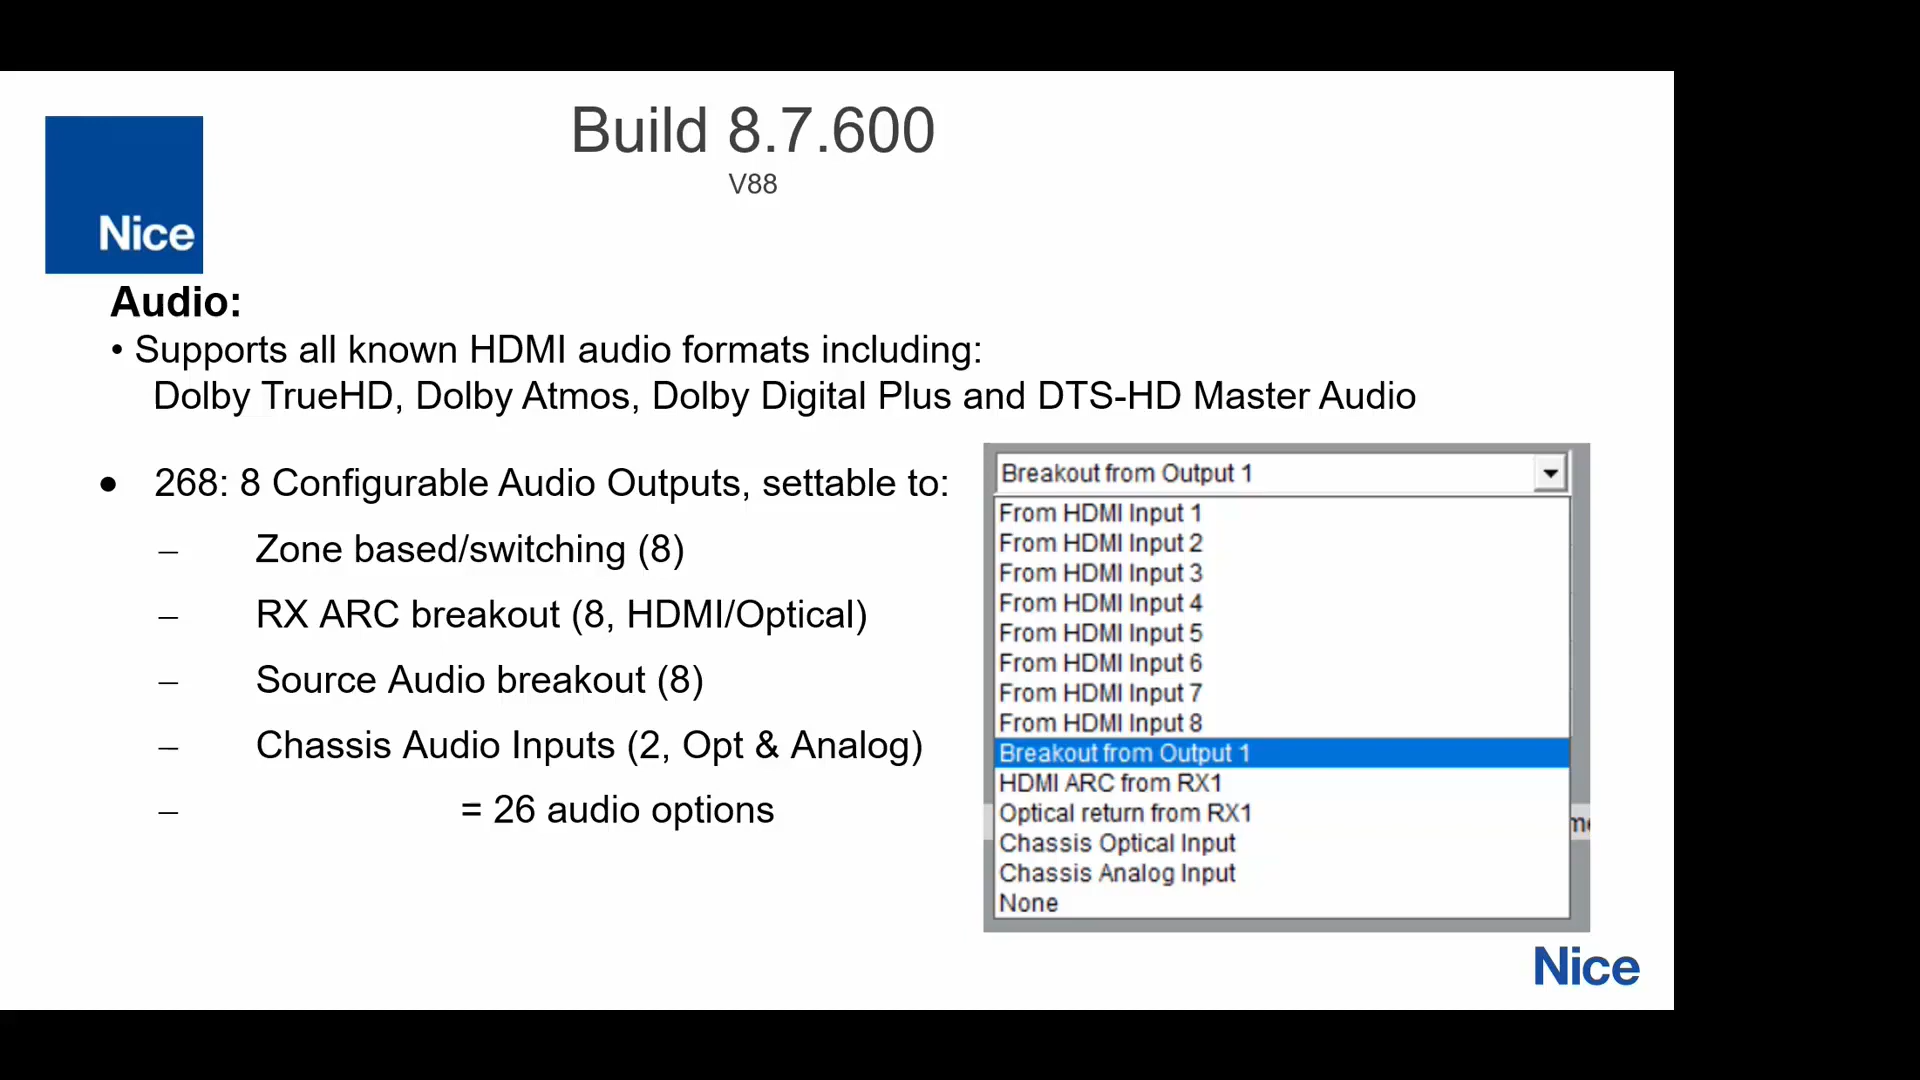 Build 8.7.600
V88
Nice
Audio:
• Supports all known HDMI audio formats including:
Dolby TrueHD, Dolby Atmos, Dolby Digital Plus and DTS-HD Master Audio
● 268: 8 Configurable Audio Outputs, settable to:
– Zone based/switching (8)
– RX ARC breakout (8, HDMI/Optical)
– Source Audio breakout (8)
– Chassis Audio Inputs (2, Opt & Analog)
– = 26 audio options
Breakout from Output 1
From HDMI Input 1
From HDMI Input 2
From HDMI Input 3
From HDMI Input 4
From HDMI Input 5
From HDMI Input 6
From HDMI Input 7
From HDMI Input 8
Breakout from Output 1
HDMI ARC from RX1
Optical return from RX1
Chassis Optical Input
Chassis Analog Input
None
Nice